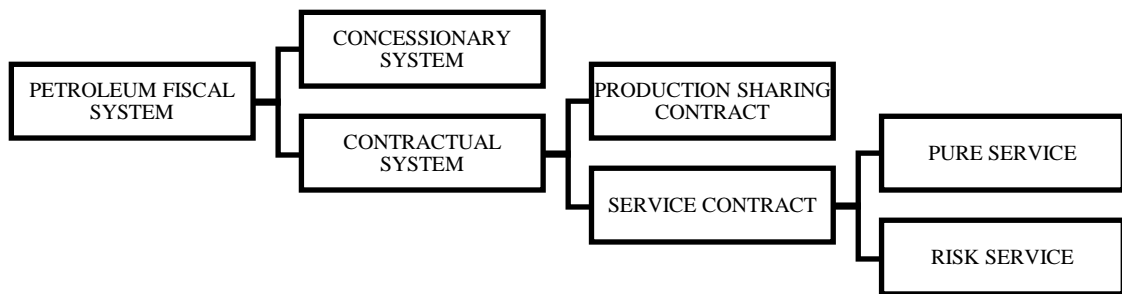 CONCESSIONARY
SYSTEM
PETROLEUM FISCAL
SYSTEM
PRODUCTION SHARING
CONTRACT
CONTRACTUAL
SYSTEM
PURE SERVICE
SERVICE CONTRACT
RISK SERVICE